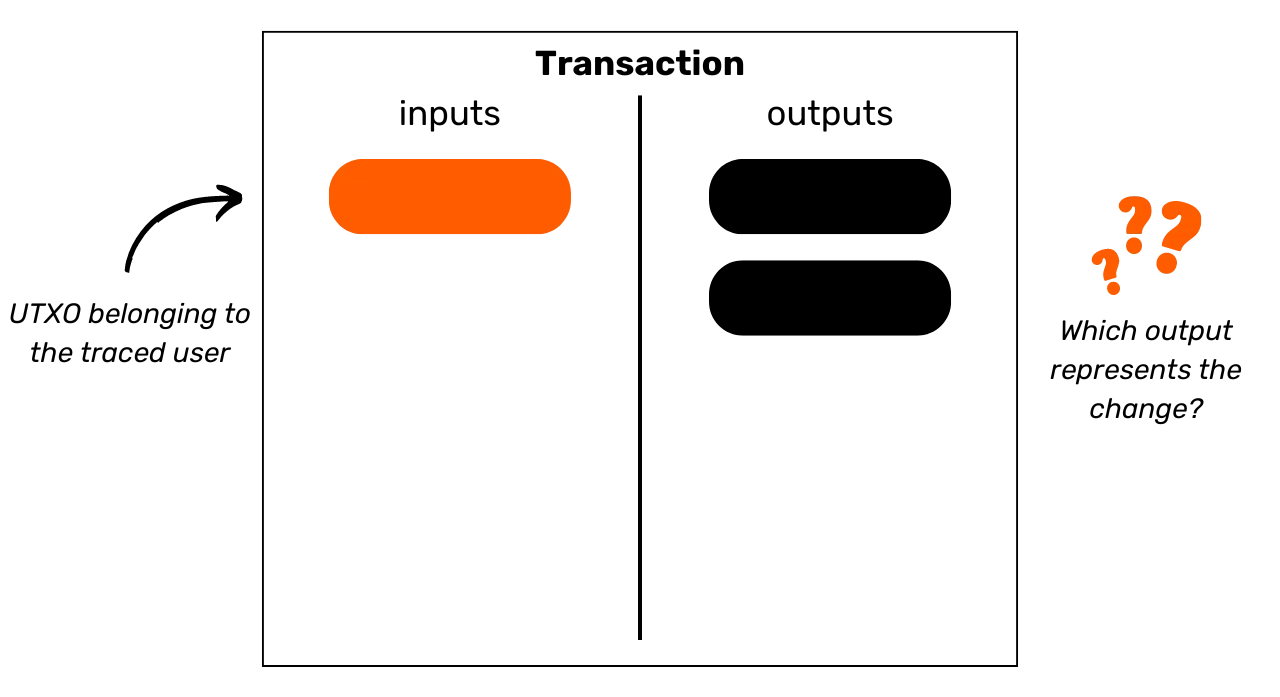 Transaction
inputs
outputs
UTXO belonging to
the traced user
???
Which output
represents the
change?